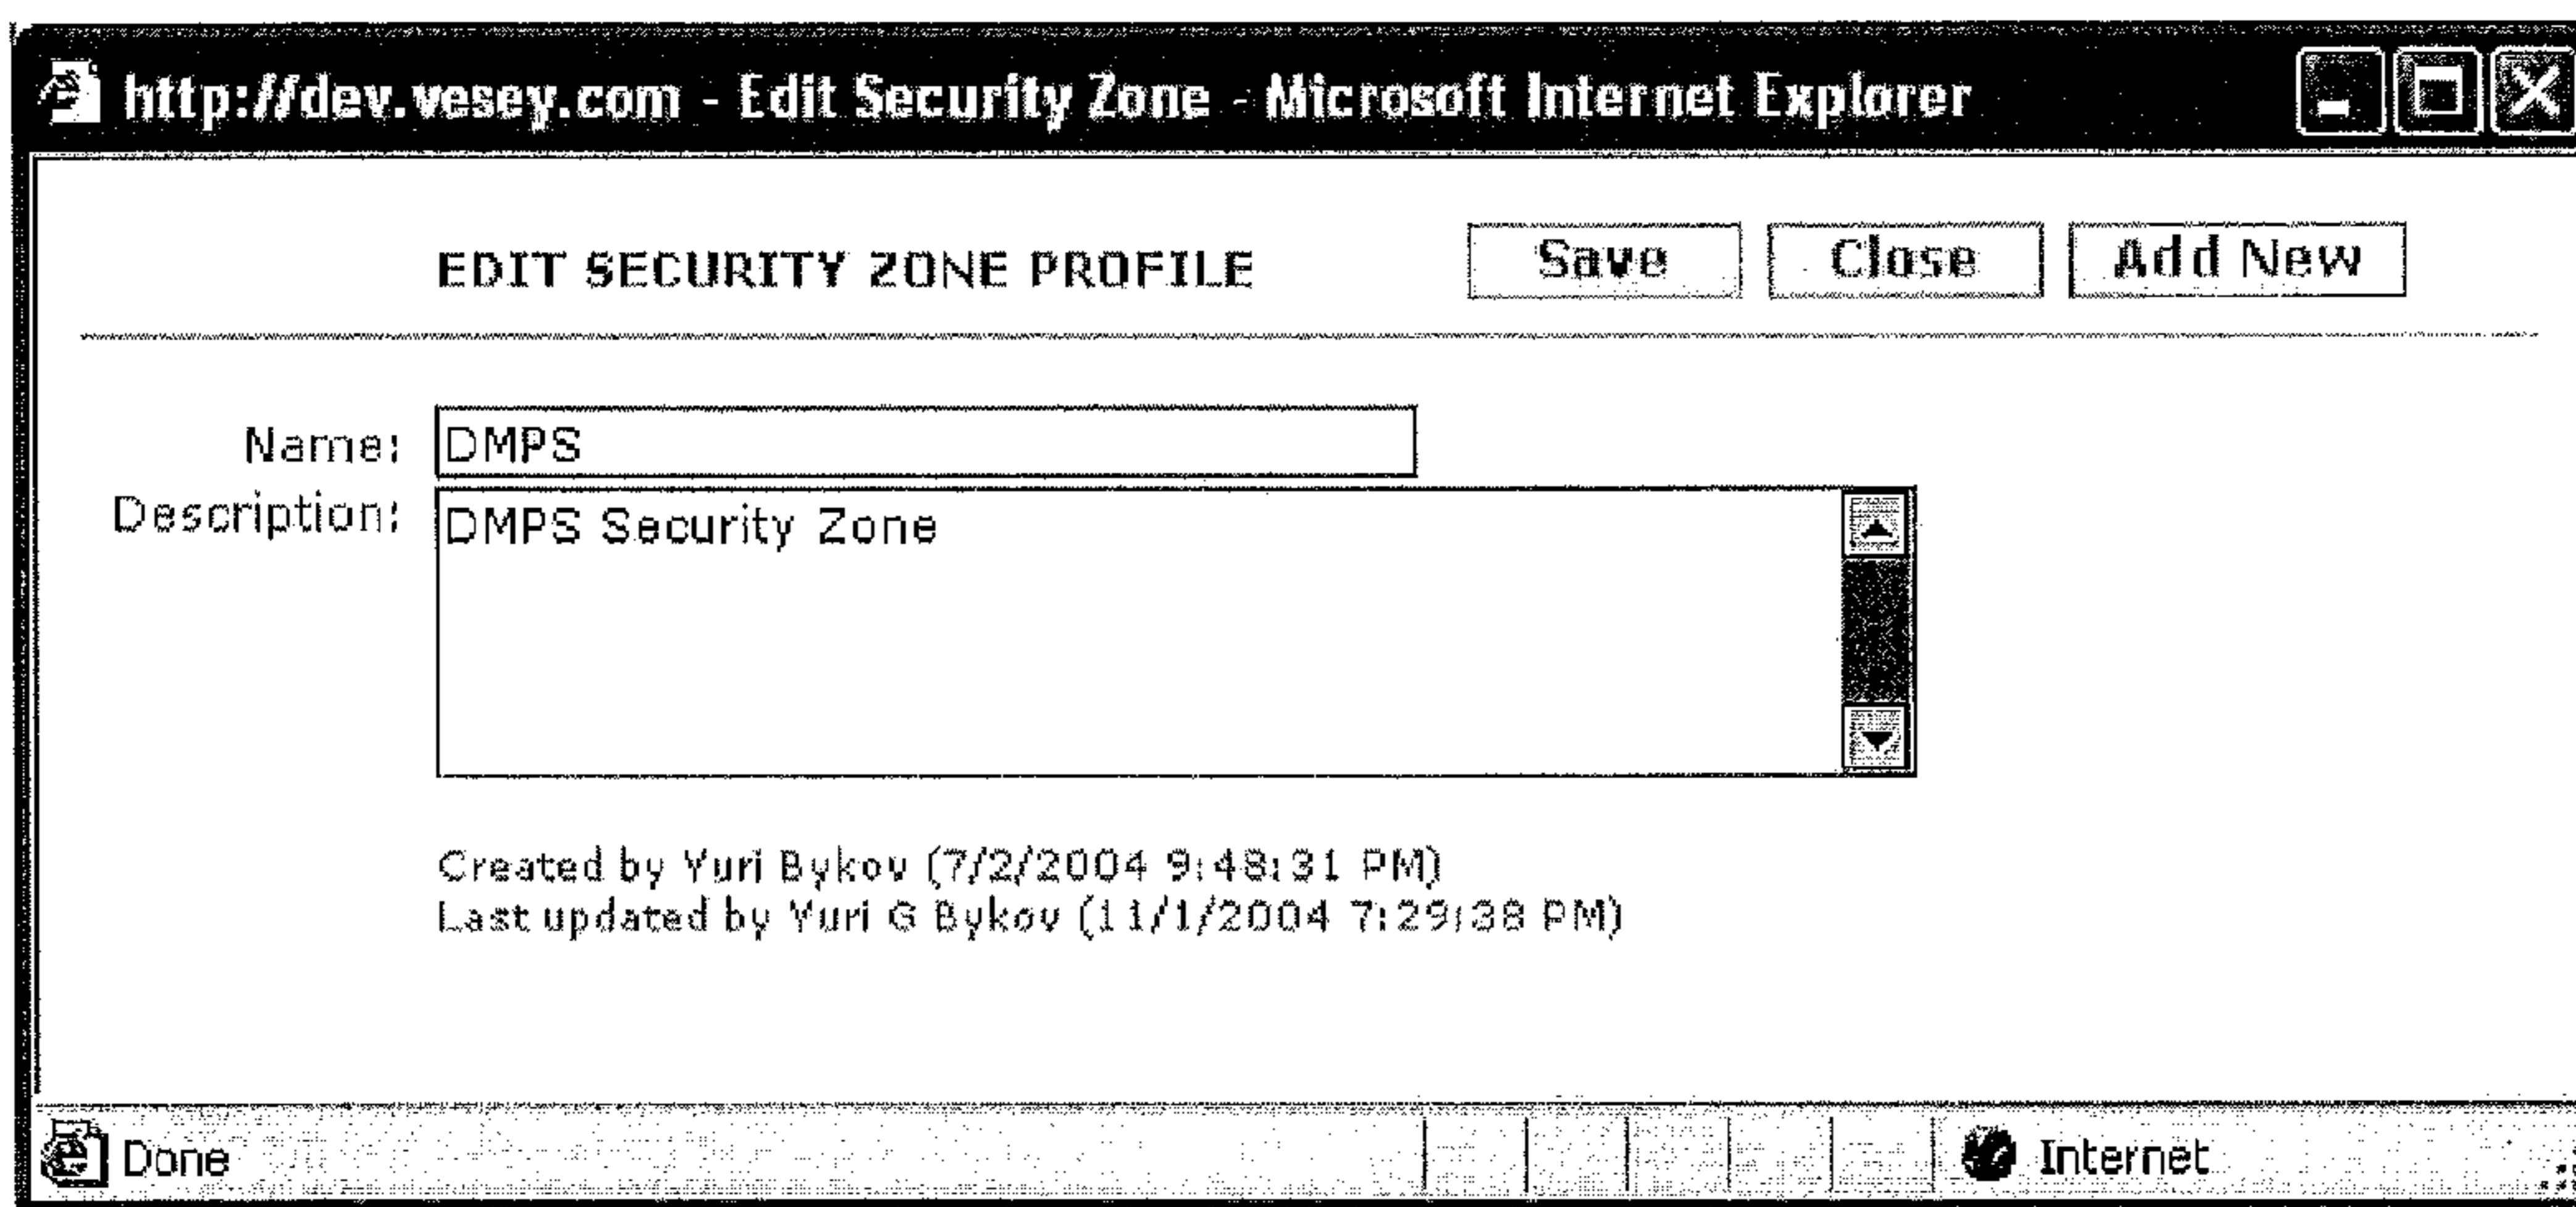 http://dev.vesey.com - Edit Security Zone - Microsoft Internet Explorer
EDIT SECURITY ZONE PROFILE Save Close Add New
Name: DMPS
Description: DMPS Security Zone
Created by Yuri Bykov (7/2/2004 9:48:31 PM)
Last updated by Yuri G Bykov (11/1/2004 7:29:38 PM)
Done Internet